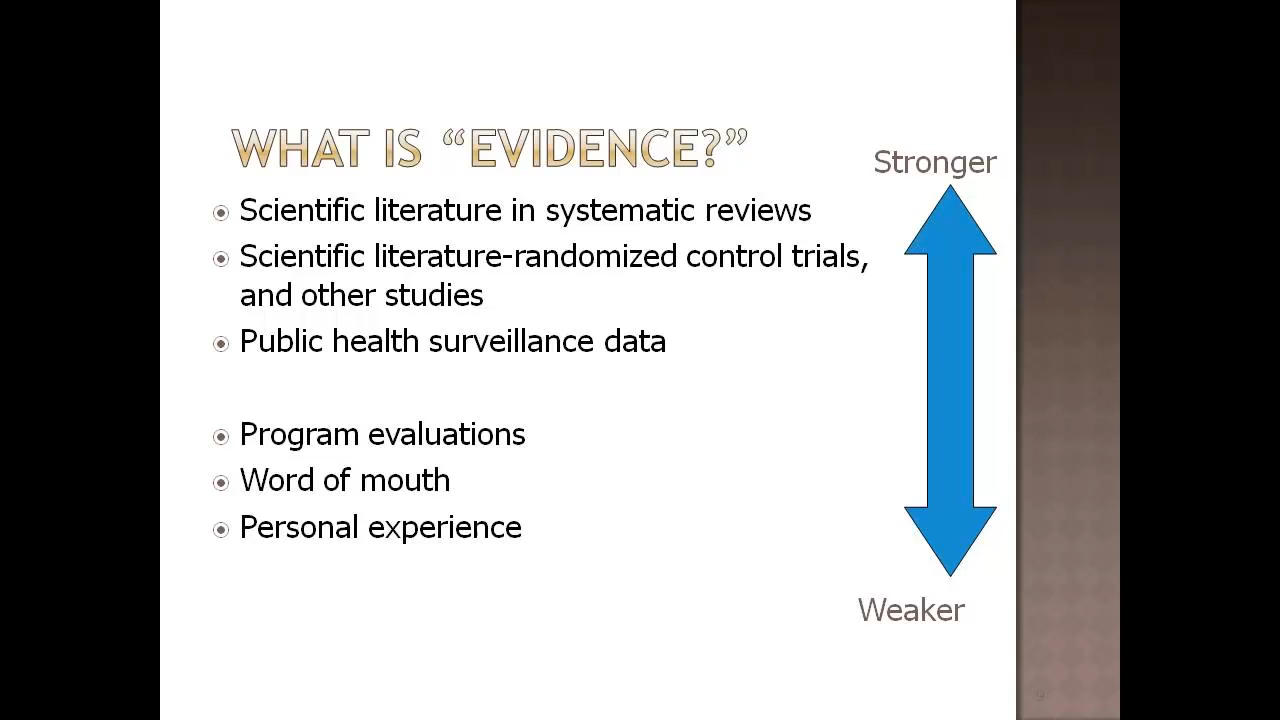 WHAT IS “EVIDENCE?”
Stronger
Scientific literature in systematic reviews
Scientific literature-randomized control trials,
and other studies
Public health surveillance data
Program evaluations
Word of mouth
Personal experience
Weaker
9